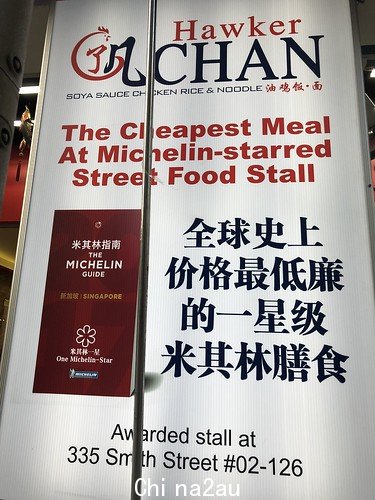 Hawker
了凡 CHAN
SOYA SAUCE CHICKEN RICE & NOODLE 油鸡饭·面
The Cheapest Meal
At Michelin-starred
Street Food Stall
米其林指南
THE
MICHELIN
GUIDE
新加坡 | SINGAPORE
米其林一星
One Michelin-Star
MICHELIN
全球史上
价格最低廉
的一星级
米其林膳食
Awarded stall at
335 Smith Street #02-126
Chi na2au